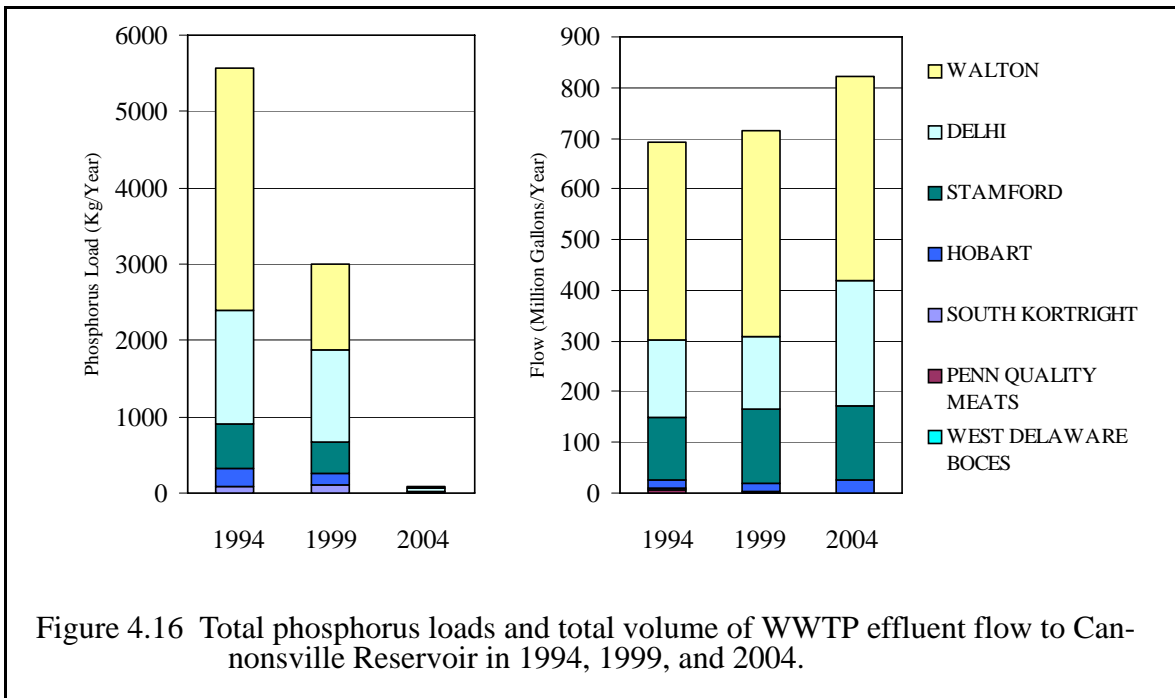 6000
5000
4000
3000
2000
1000
0
Phosphorus Load (Kg/Year)
1994 1999 2004
900
800
700
600
500
400
300
200
100
0
Flow (Million Gallons/Year)
1994 1999 2004
WALTON
DELHI
STAMFORD
HOBART
SOUTH KORTRIGHT
PENN QUALITY
MEATS
WEST DELAWARE
BOCES
Figure 4.16 Total phosphorus loads and total volume of WWTP effluent flow to Can-
nonsville Reservoir in 1994, 1999, and 2004.